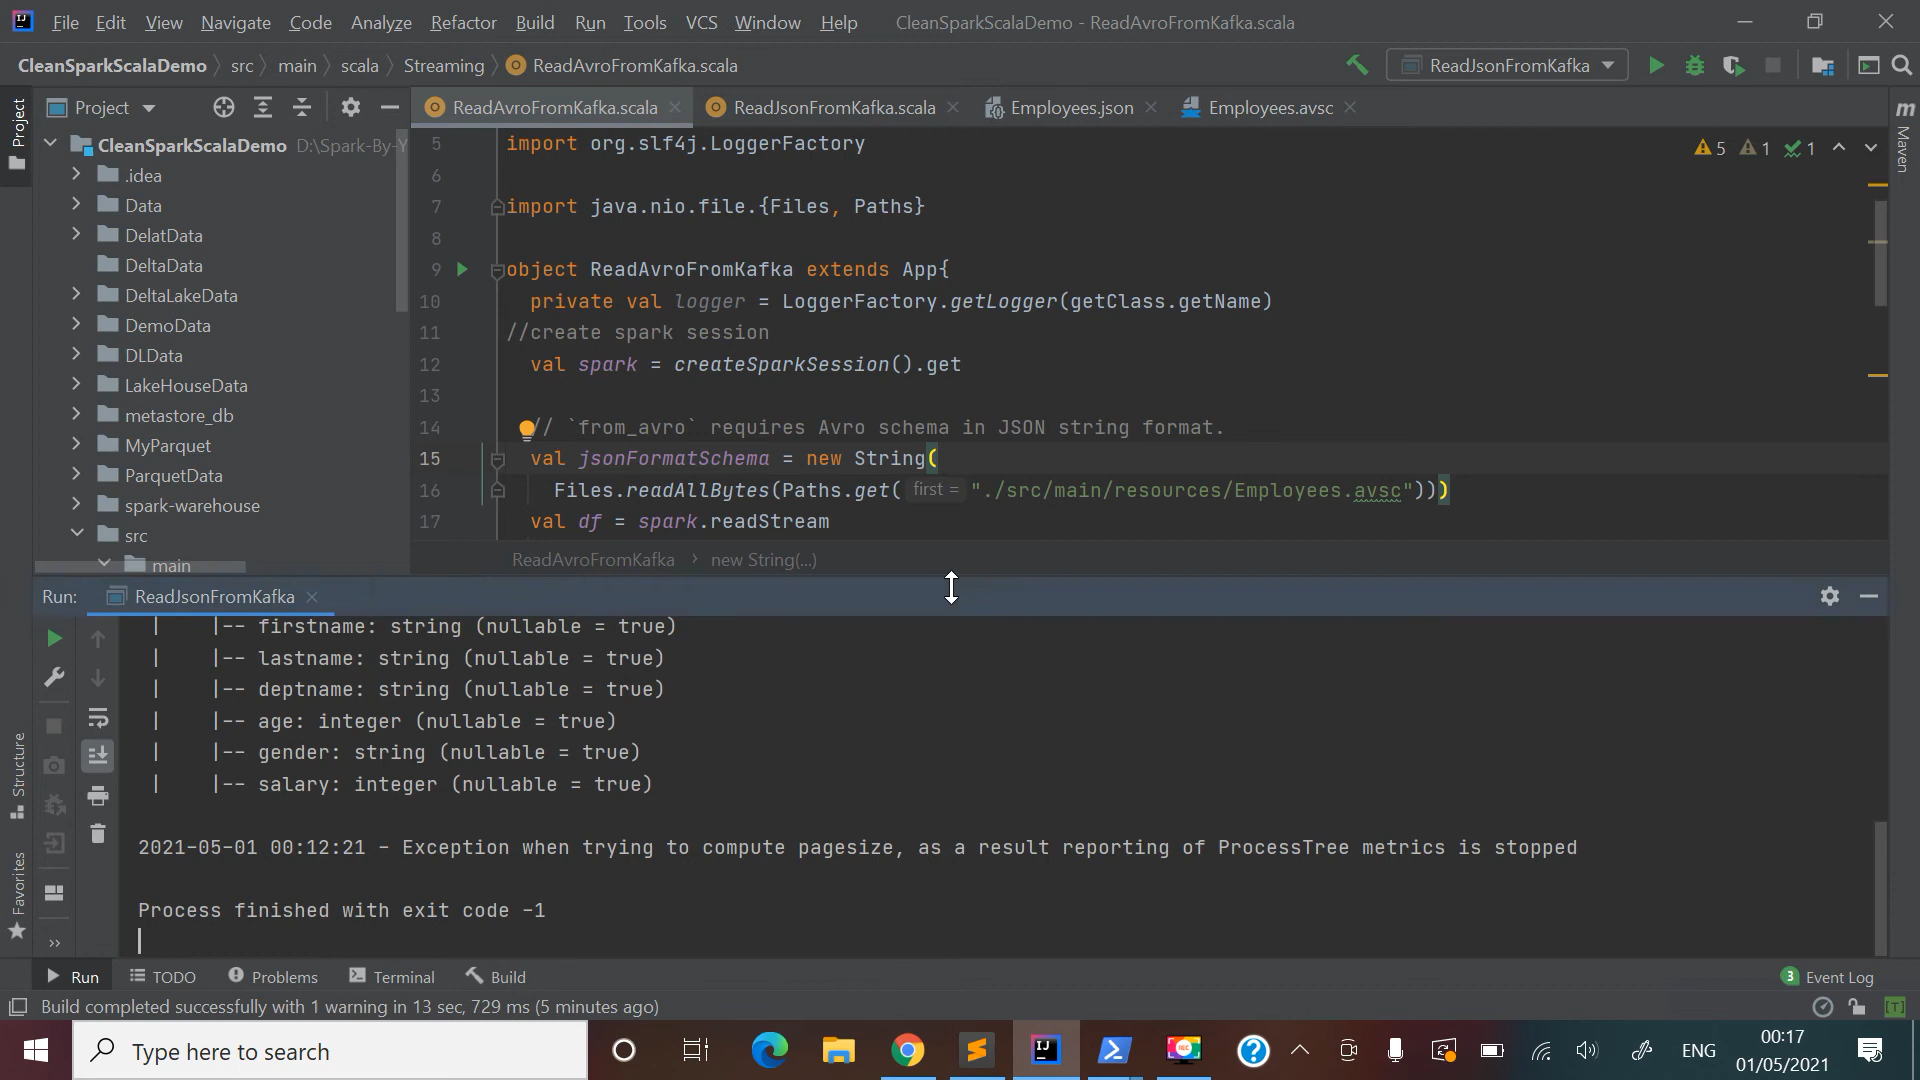 File Edit View Navigate Code Analyze Refactor Build Run Tools VCS Window Help CleanSparkScalaDemo - ReadAvroFromKafka.scala
CleanSparkScalaDemo src main scala Streaming ReadAvroFromKafka.scala ReadJsonFromKafka
Project
Project
ReadAvroFromKafka.scala ReadJsonFromKafka.scala Employees.json Employees.avsc
m
Maven
CleanSparkScalaDemo D:\Spark-By-Y
.idea
Data
DelatData
DeltaData
DeltaLakeData
DemoData
DLData
LakeHouseData
metastore_db
MyParquet
ParquetData
spark-warehouse
src
main
5 1 1
5 import org.slf4j.LoggerFactory
6
7 import java.nio.file.{Files, Paths}
8
9 object ReadAvroFromKafka extends App{
10 private val logger = LoggerFactory.getLogger(getClass.getName)
11 //create spark session
12 val spark = createSparkSession().get
13
14 // `from_avro` requires Avro schema in JSON string format.
15 val jsonFormatSchema = new String(
16 Files.readAllBytes(Paths.get( first = "./src/main/resources/Employees.avsc")))
17 val df = spark.readStream
ReadAvroFromKafka new String(...)
Run: ReadJsonFromKafka
| |-- firstname: string (nullable = true)
| |-- lastname: string (nullable = true)
| |-- deptname: string (nullable = true)
| |-- age: integer (nullable = true)
| |-- gender: string (nullable = true)
| |-- salary: integer (nullable = true)
2021-05-01 00:12:21 - Exception when trying to compute pagesize, as a result reporting of ProcessTree metrics is stopped
Process finished with exit code -1
Structure
Favorites
Run TODO Problems Terminal Build 3 Event Log
Build completed successfully with 1 warning in 13 sec, 729 ms (5 minutes ago) [T]
Type here to search
IJ
REC
ENG
00:17
01/05/2021